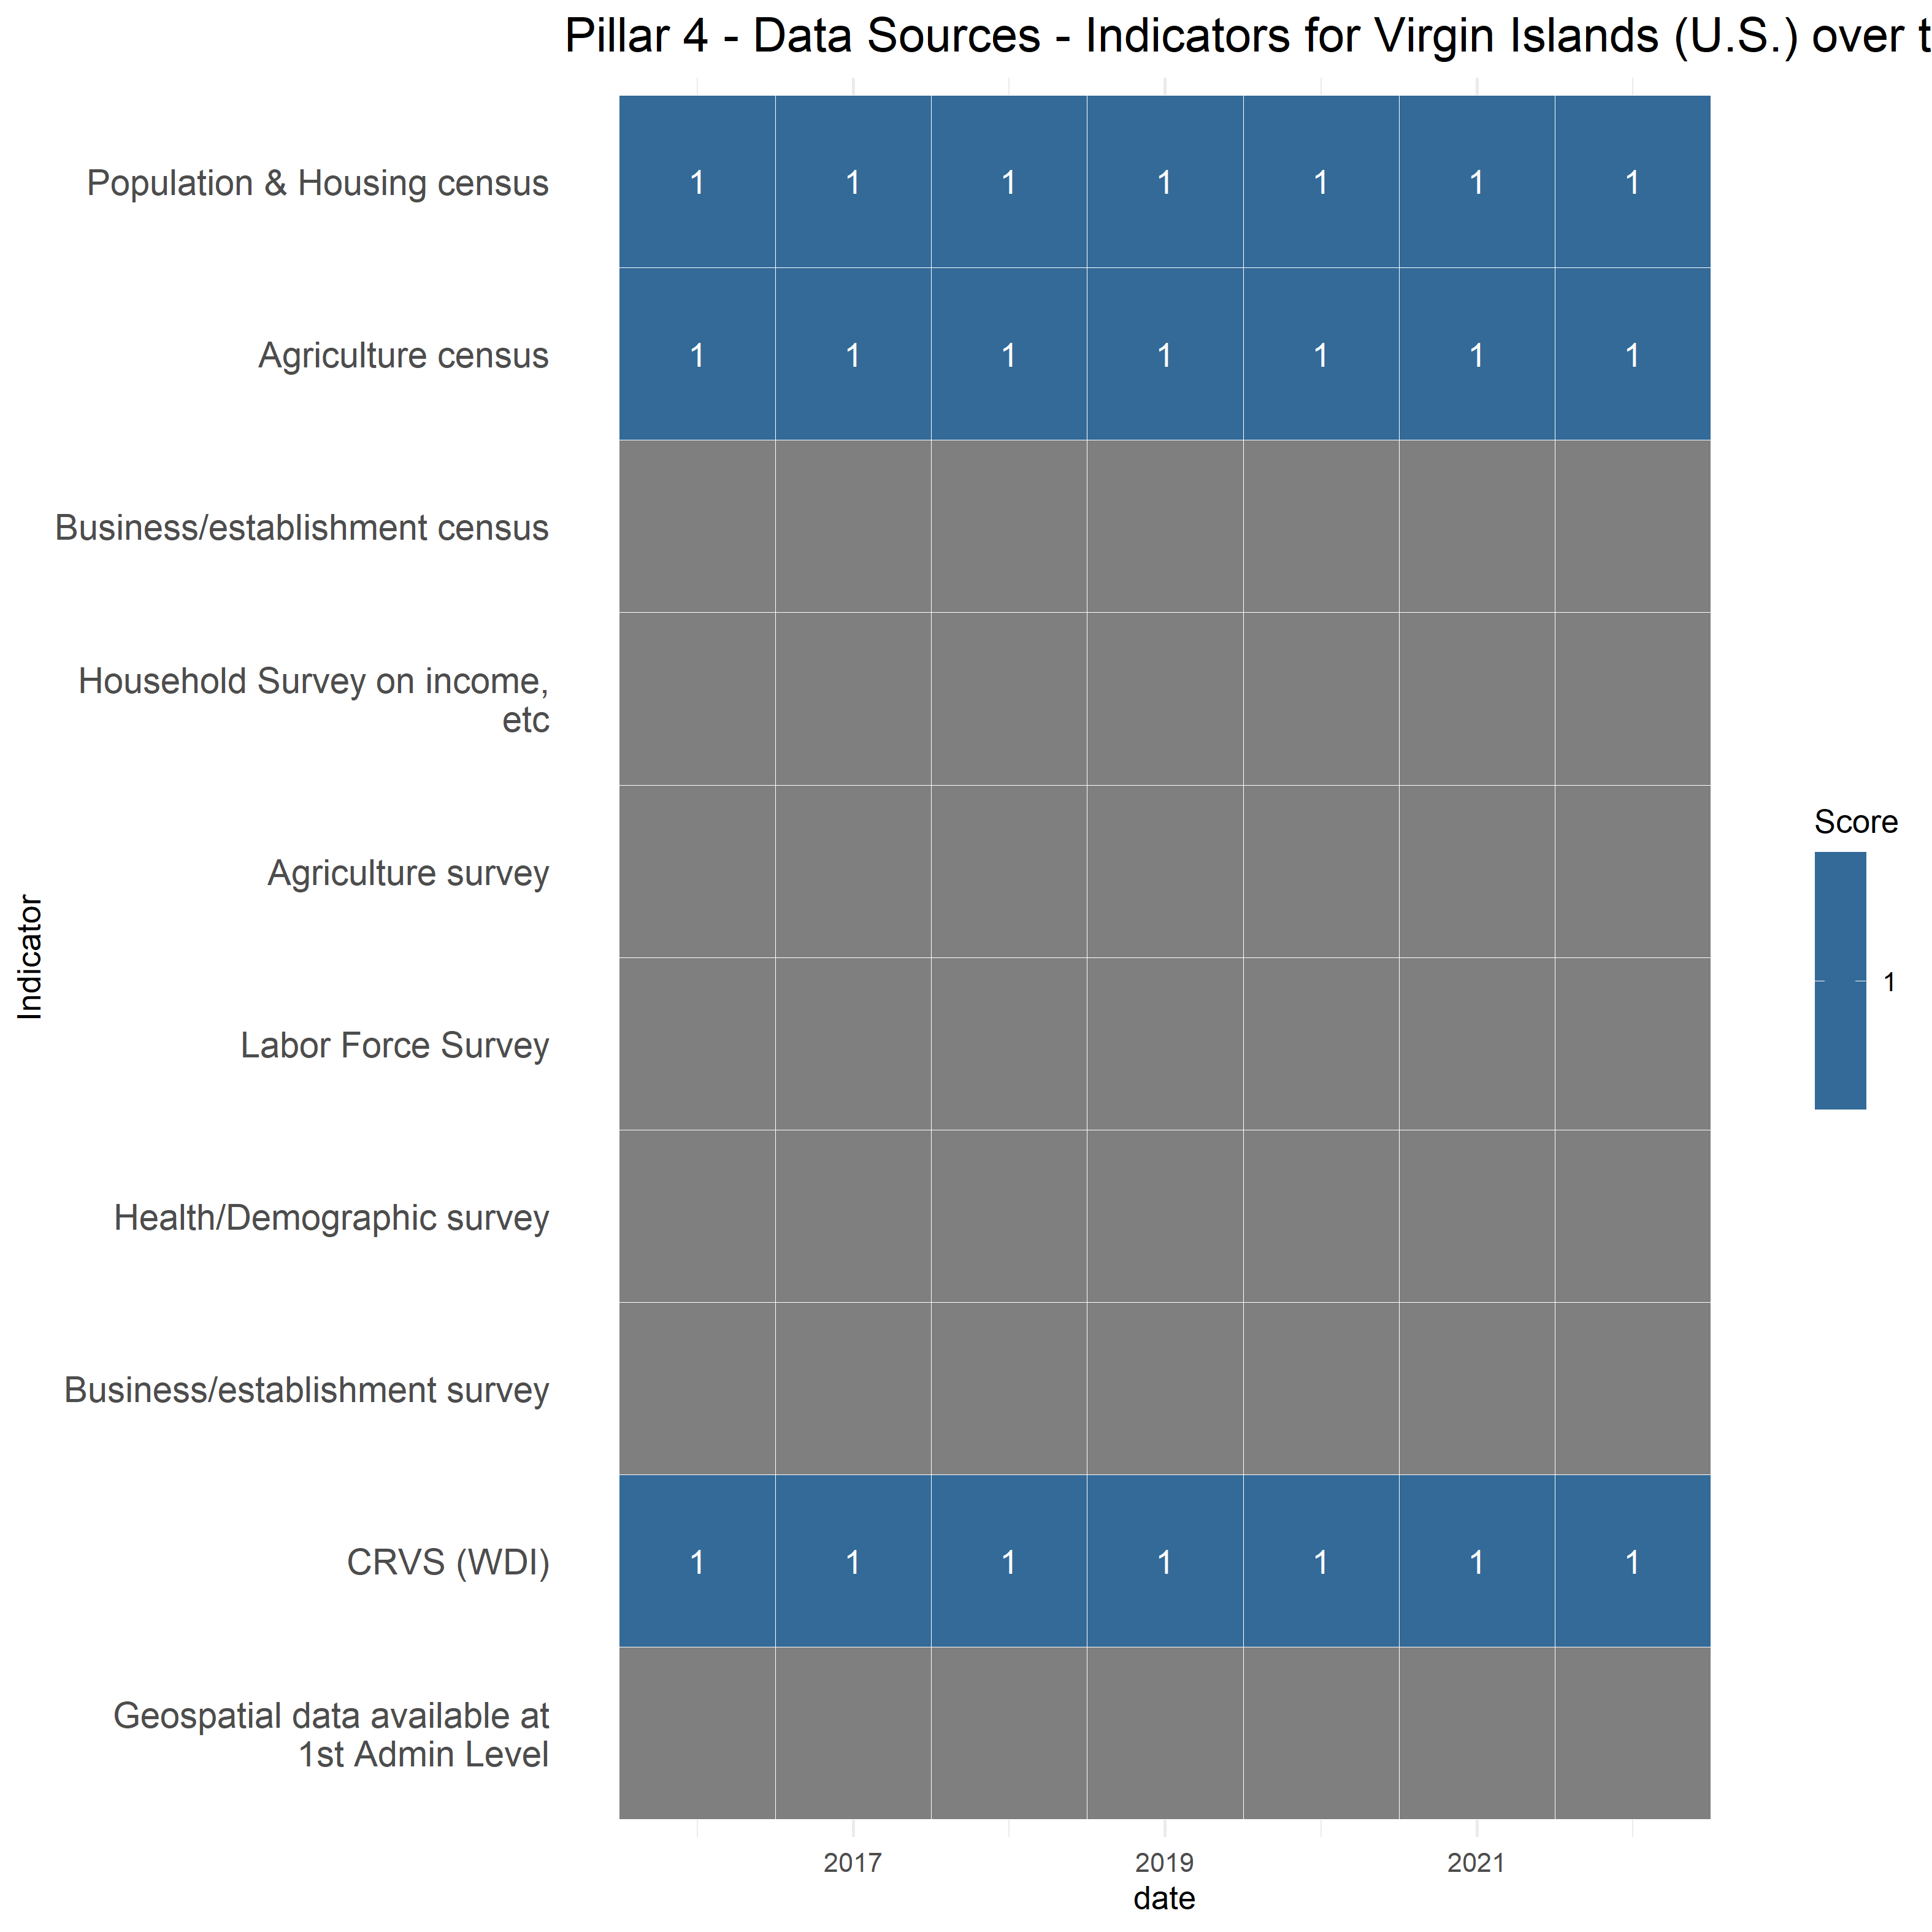 Pillar 4 - Data Sources - Indicators for Virgin Islands (U.S.) over t
Population & Housing census
1 1 1 1 1 1 1
Agriculture census
1 1 1 1 1 1 1
Business/establishment census
Household Survey on income,
etc
Agriculture survey
Labor Force Survey
Health/Demographic survey
Business/establishment survey
CRVS (WDI)
1 1 1 1 1 1 1
Geospatial data available at
1st Admin Level
Indicator
2017 2019 2021
date
Score
1